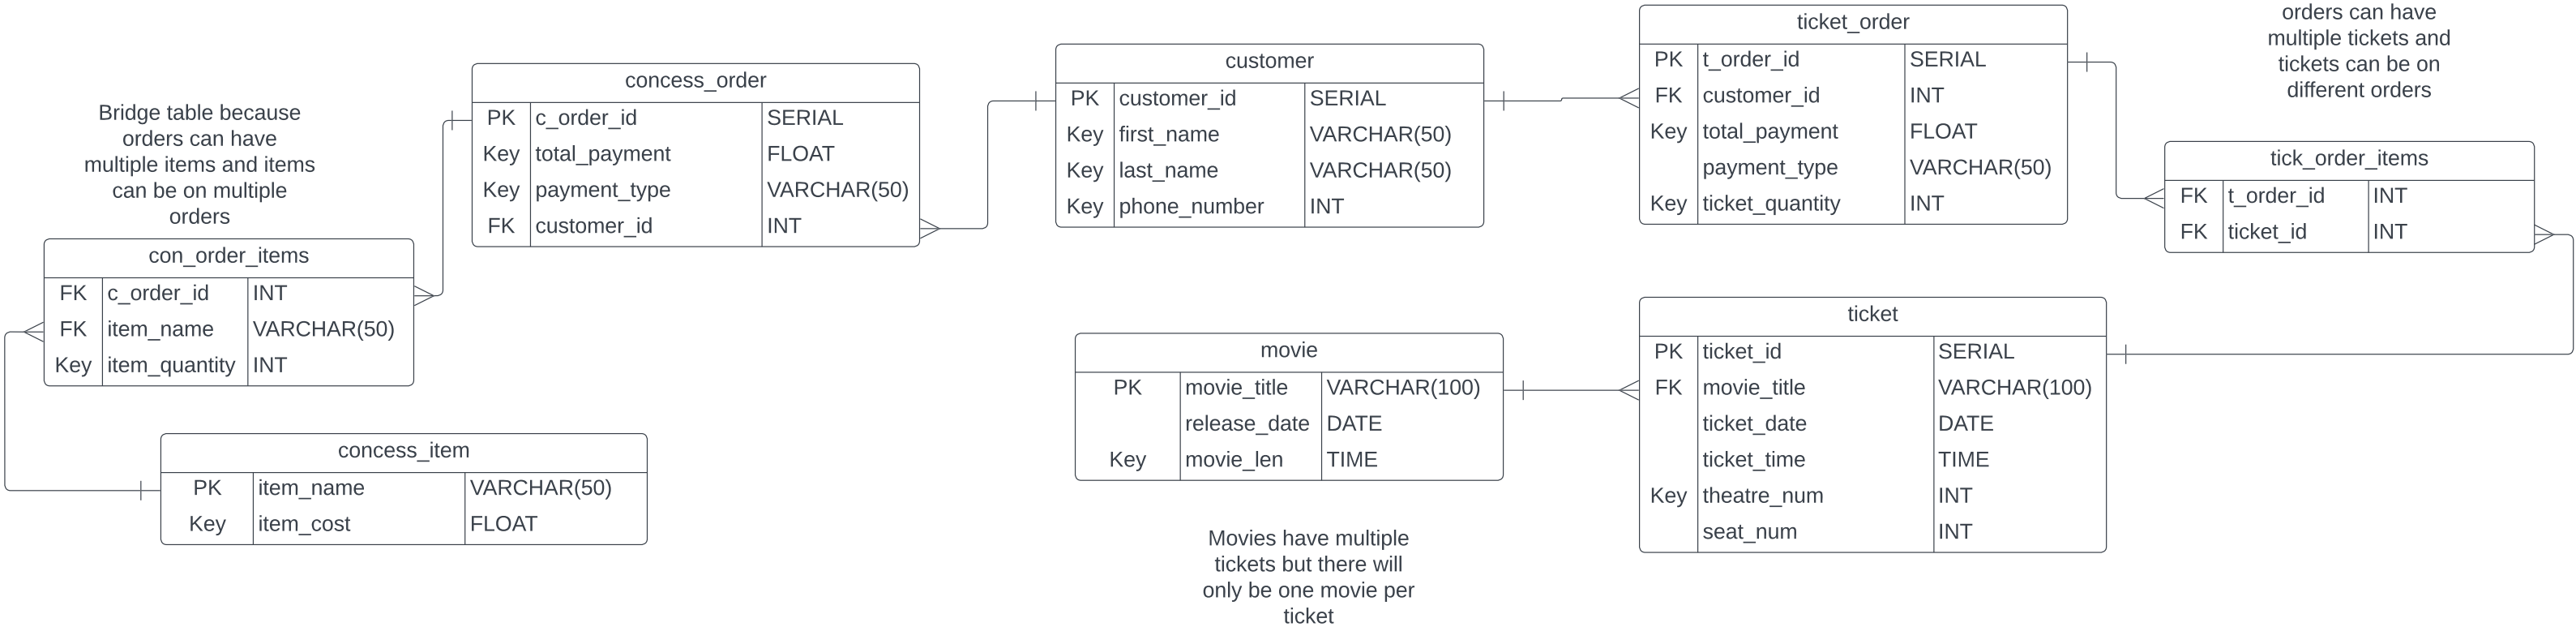 Bridge table because
orders can have
multiple items and items
can be on multiple
orders
con_order_items
FK c_order_id INT
FK item_name VARCHAR(50)
Key item_quantity INT
concess_item
PK item_name VARCHAR(50)
Key item_cost FLOAT
concess_order
PK c_order_id SERIAL
Key total_payment FLOAT
Key payment_type VARCHAR(50)
FK customer_id INT
customer
PK customer_id SERIAL
Key first_name VARCHAR(50)
Key last_name VARCHAR(50)
Key phone_number INT
movie
PK movie_title VARCHAR(100)
release_date DATE
Key movie_len TIME
Movies have multiple
tickets but there will
only be one movie per
ticket
ticket_order
PK t_order_id SERIAL
FK customer_id INT
Key total_payment FLOAT
payment_type VARCHAR(50)
Key ticket_quantity INT
ticket
PK ticket_id SERIAL
FK movie_title VARCHAR(100)
ticket_date DATE
ticket_time TIME
Key theatre_num INT
seat_num INT
orders can have
multiple tickets and
tickets can be on
different orders
tick_order_items
FK t_order_id INT
FK ticket_id INT